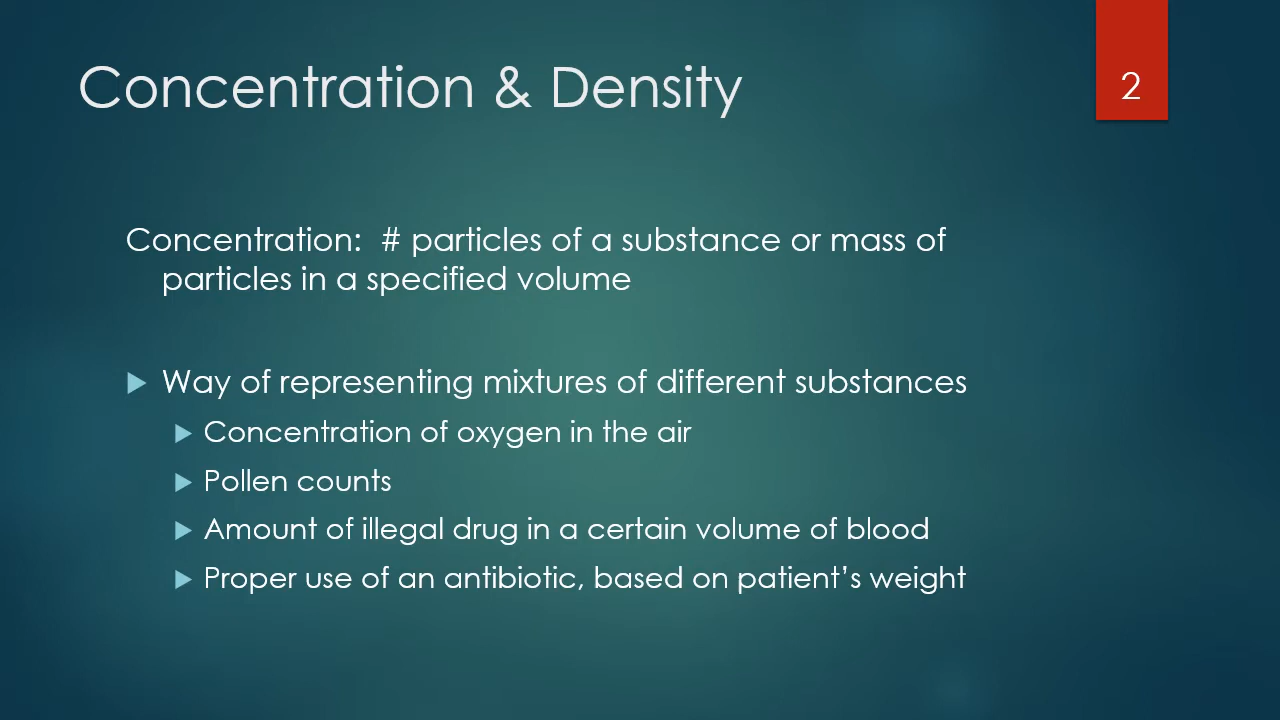 Concentration & Density
2
Concentration:  # particles of a substance or mass of
particles in a specified volume
Way of representing mixtures of different substances
Concentration of oxygen in the air
Pollen counts
Amount of illegal drug in a certain volume of blood
Proper use of an antibiotic, based on patient’s weight